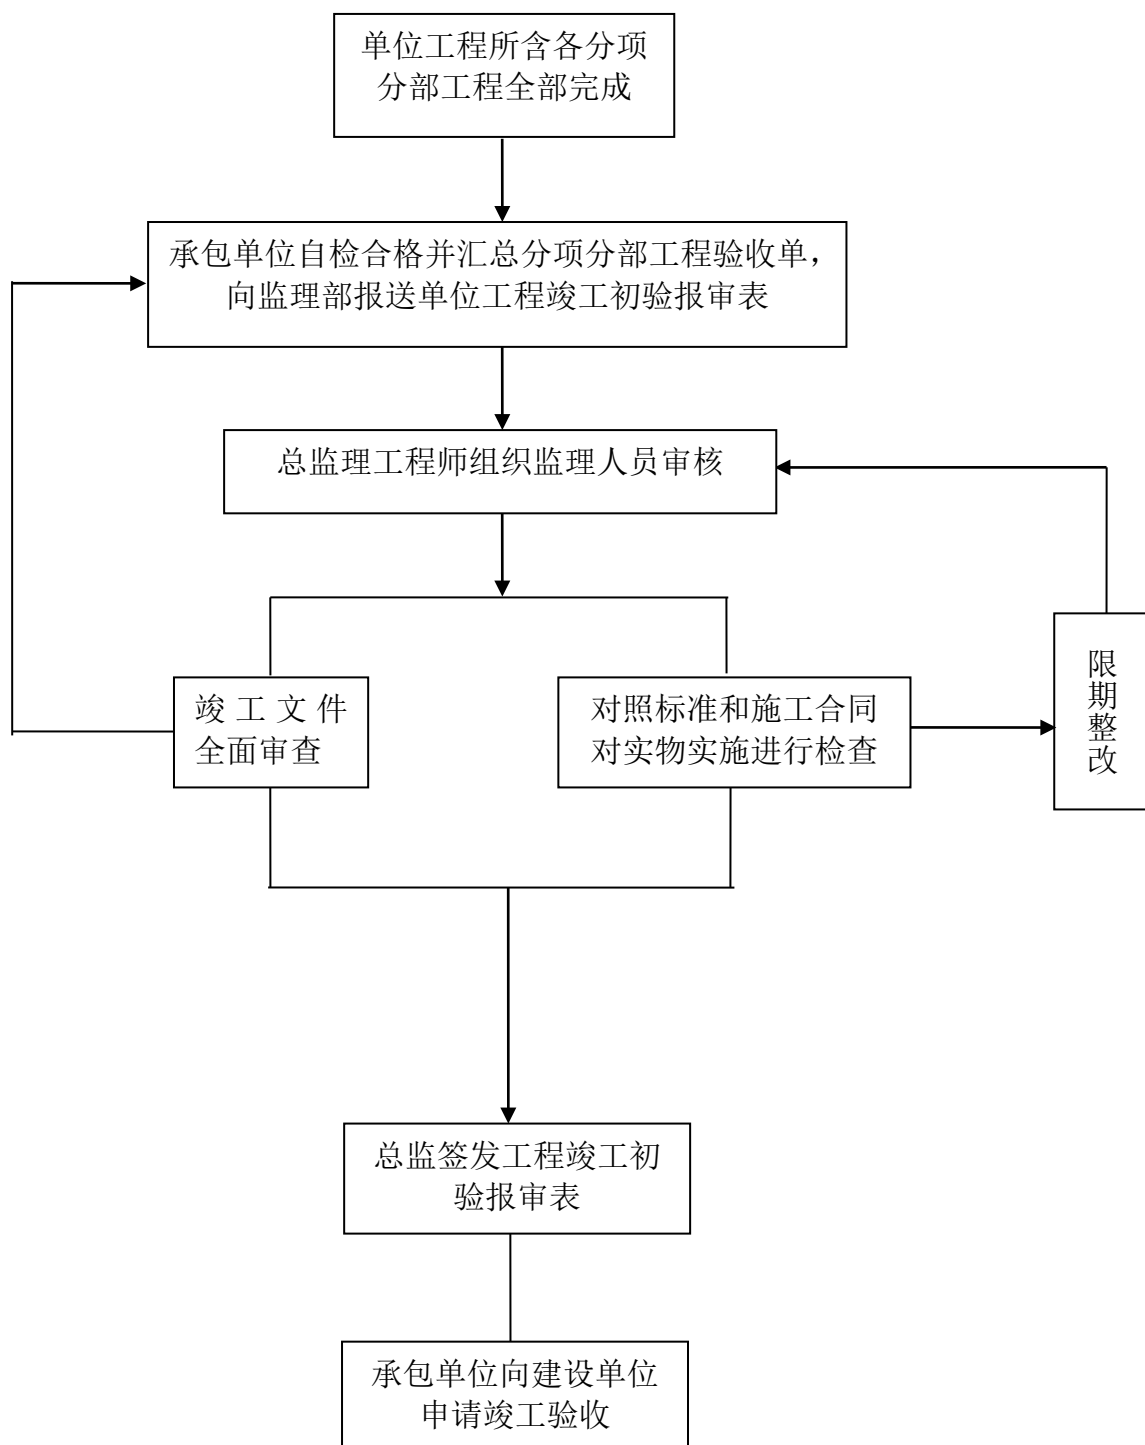 单位工程所含各分项
分部工程全部完成
承包单位自检合格并汇总分项分部工程验收单，
向监理部报送单位工程竣工初验报审表
总监理工程师组织监理人员审核
竣工文件
全面审查
对照标准和施工合同
对实物实施进行检查
限
期
整
改
总监签发工程竣工初
验报审表
承包单位向建设单位
申请竣工验收